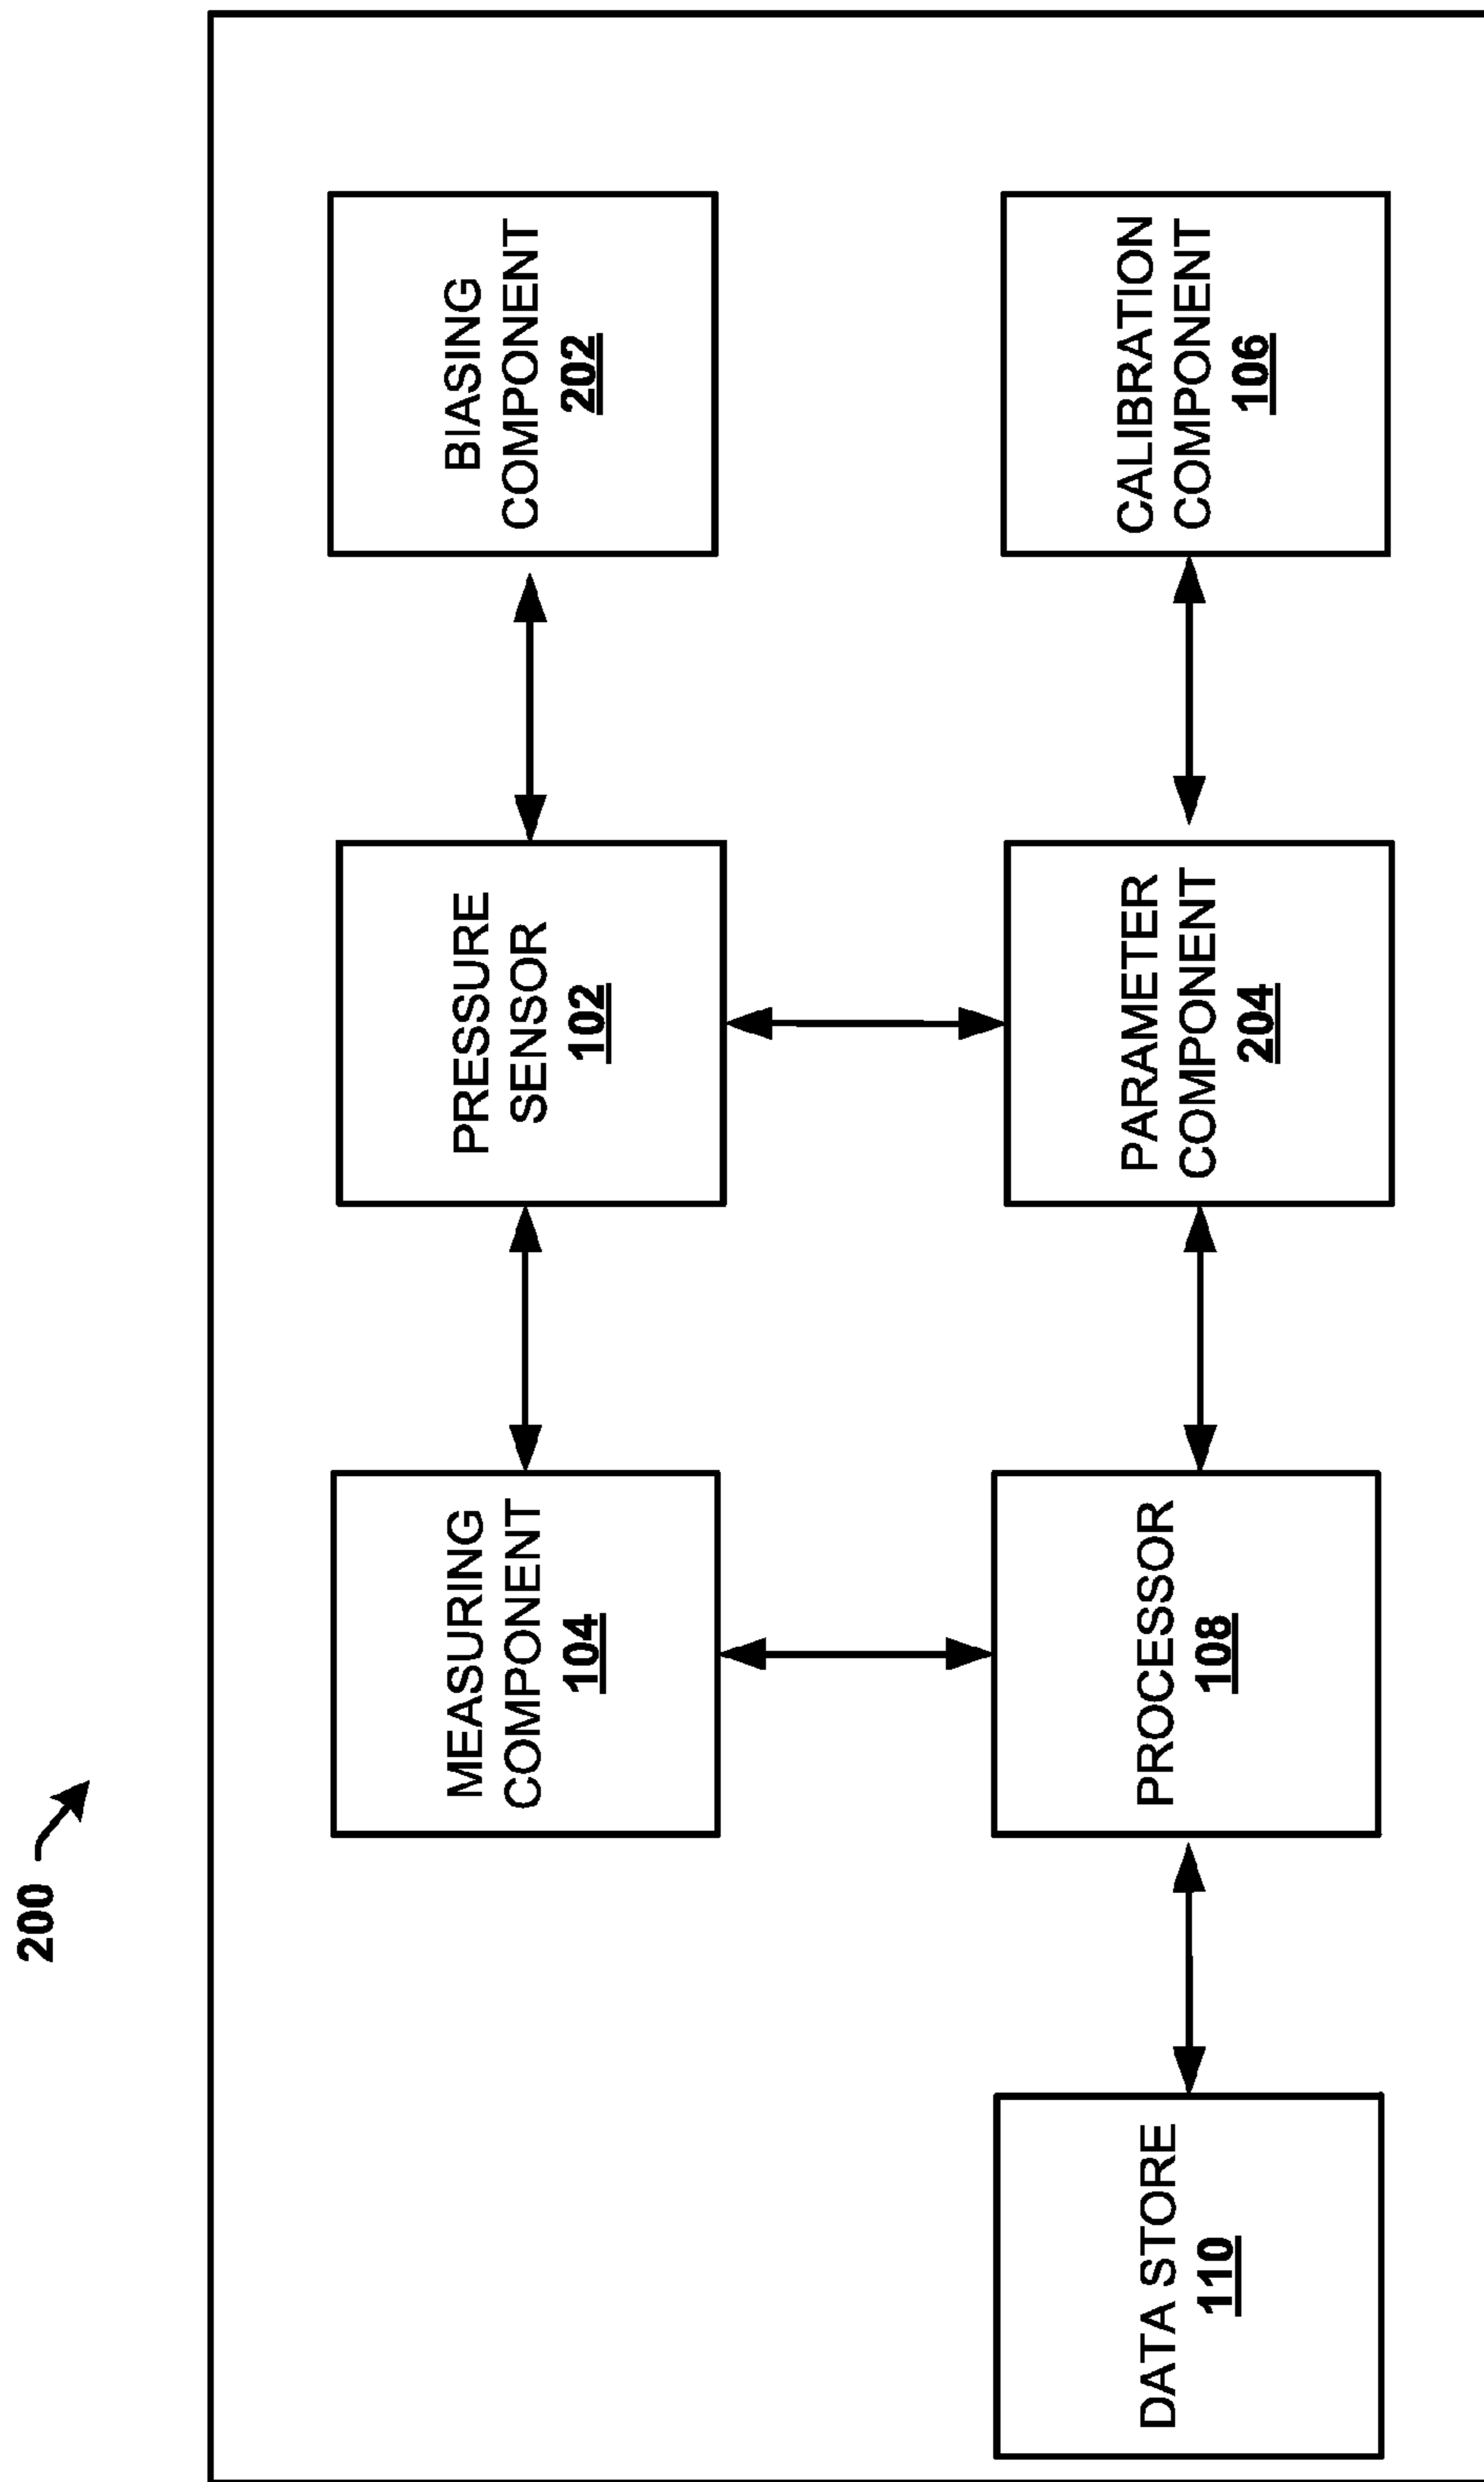 200
MEASURING
COMPONENT
104
PRESSURE
SENSOR
102
BIASING
COMPONENT
202
DATA STORE
110
PROCESSOR
108
PARAMETER
COMPONENT
204
CALIBRATION
COMPONENT
106